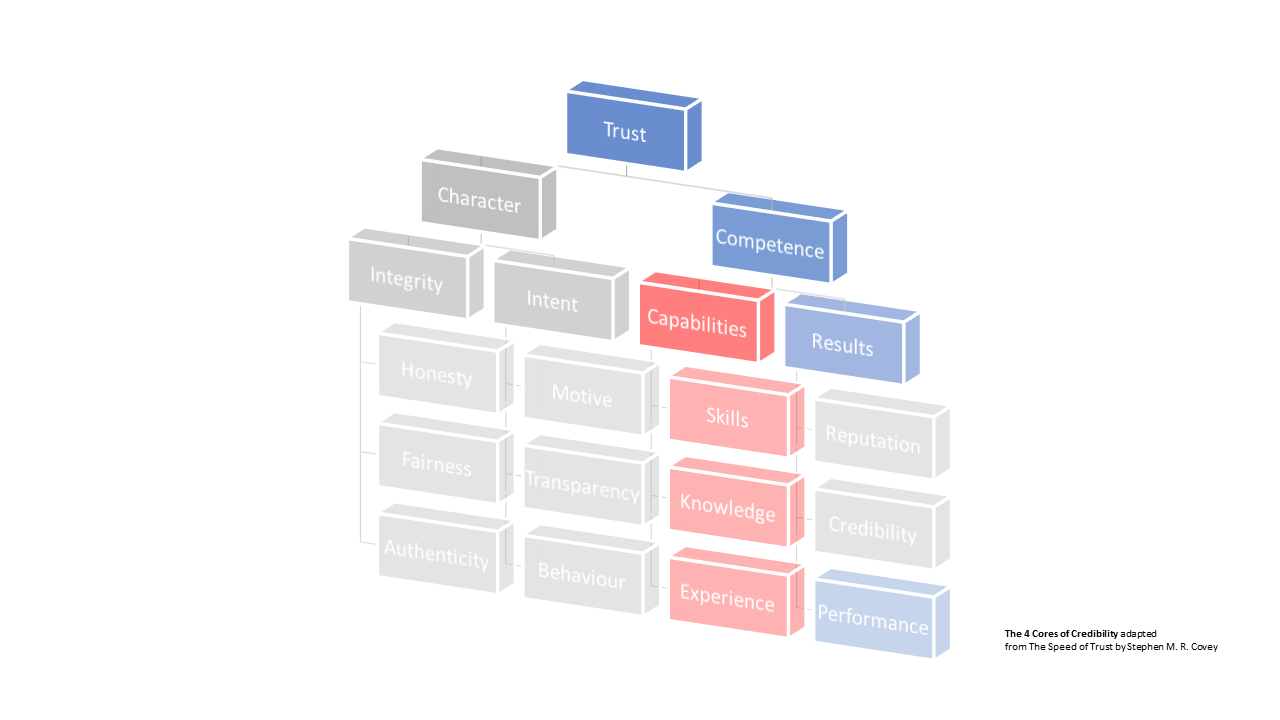 Trust
Character
Competence
Integrity
Intent
Capabilities
Results
Honesty
Motive
Skills
Reputation
Fairness
Transparency
Knowledge
Credibility
Authenticity
Behaviour
Experience
Performance
The 4 Cores of Credibility adapted
from The Speed of Trust by Stephen M. R. Covey